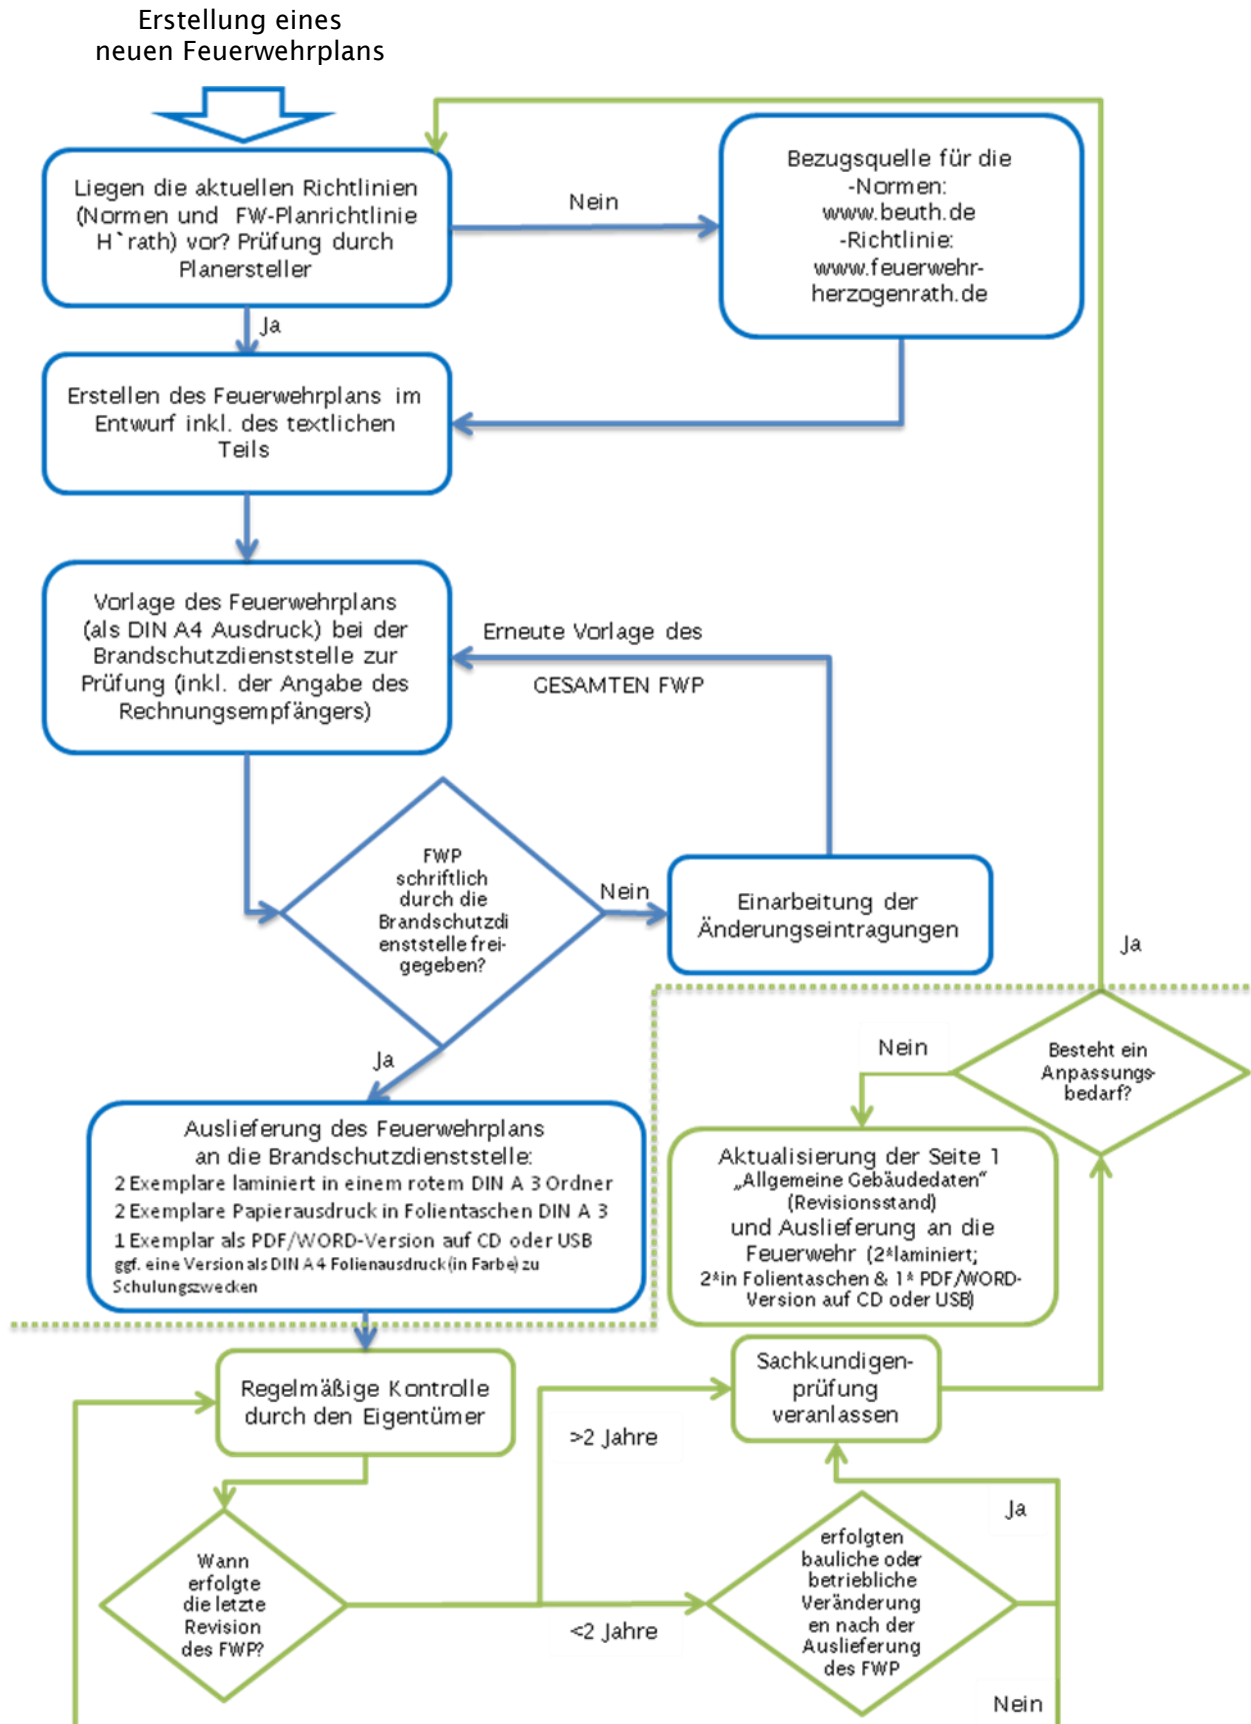 Erstellung eines
neuen Feuerwehrplans
Liegen die aktuellen Richtlinien
(Normen und FW-Planrichtlinie
H`rath) vor? Prüfung durch
Planersteller
Nein
Bezugsquelle für die
-Normen:
www.beuth.de
-Richtlinie:
www.feuerwehr-
herzogenrath.de
Ja
Erstellen des Feuerwehrplans im
Entwurf inkl. des textlichen
Teils
Vorlage des Feuerwehrplans
(als DIN A4 Ausdruck) bei der
Brandschutzdienststelle zur
Prüfung (inkl. der Angabe des
Rechnungsempfängers)
Erneute Vorlage des
GESAMTEN FWP
FWP
schriftlich
durch die
Brandschutzdi
enststelle frei-
gegeben?
Nein
Einarbeitung der
Änderungseintragungen
Ja
Ja
Auslieferung des Feuerwehrplans
an die Brandschutzdienststelle:
2 Exemplare laminiert in einem rotem DIN A 3 Ordner
2 Exemplare Papierausdruck in Folientaschen DIN A 3
1 Exemplar als PDF/WORD-Version auf CD oder USB
ggf. eine Version als DIN A4 Folienausdruck (in Farbe) zu
Schulungszwecken
Nein
Besteht ein
Anpassungs-
bedarf?
Aktualisierung der Seite 1
„Allgemeine Gebäudedaten“
(Revisionsstand)
und Auslieferung an die
Feuerwehr (2*laminiert;
2*in Folientaschen & 1* PDF/WORD-
Version auf CD oder USB)
Regelmäßige Kontrolle
durch den Eigentümer
>2 Jahre
Sachkundigen-
prüfung
veranlassen
Wann
erfolgte
die letzte
Revision
des FWP?
<2 Jahre
erfolgten
bauliche oder
betriebliche
Veränderung
en nach der
Auslieferung
des FWP
Ja
Nein